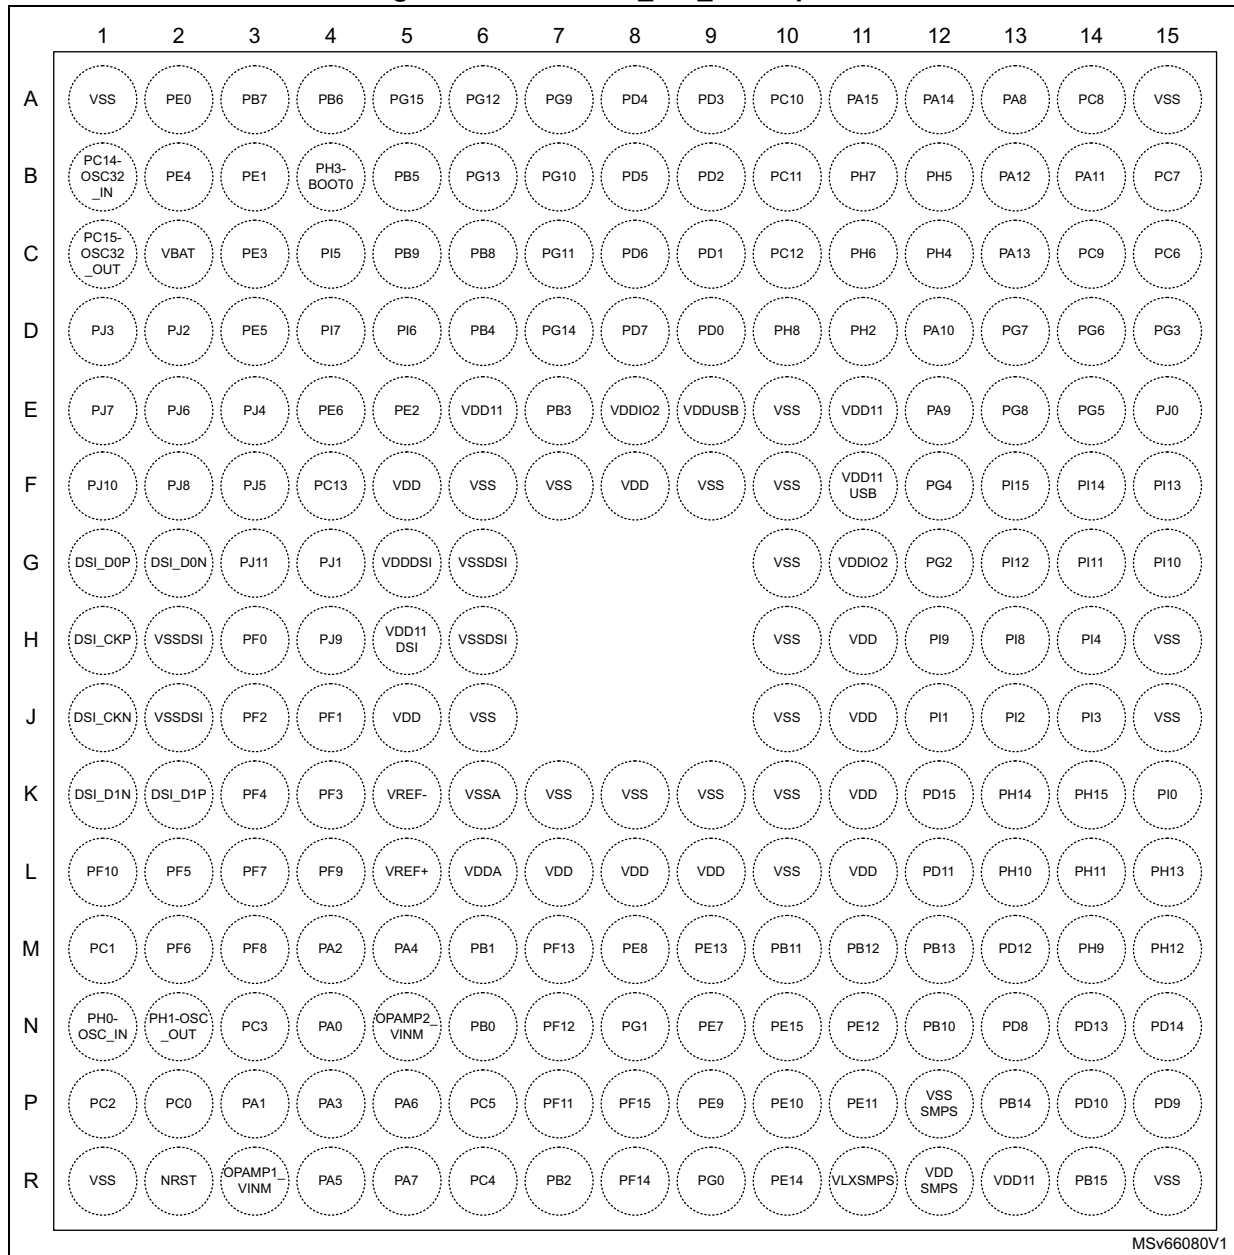 1 2 3 4 5 6 7 8 9 10 11 12 13 14 15
A VSS PE0 PB7 PB6 PG15 PG12 PG9 PD4 PD3 PC10 PA15 PA14 PA8 PC8 VSS
B PC14-OSC32_IN PE4 PE1 PH3-BOOT0 PB5 PG13 PG10 PD5 PD2 PC11 PH7 PH5 PA12 PA11 PC7
C PC15-OSC32_OUT VBAT PE3 PI5 PB9 PB8 PG11 PD6 PD1 PC12 PH6 PH4 PA13 PC9 PC6
D PJ3 PJ2 PE5 PI7 PI6 PB4 PG14 PD7 PD0 PH8 PH2 PA10 PG7 PG6 PG3
E PJ7 PJ6 PJ4 PE6 PE2 VDD11 PB3 VDDIO2 VDDUSB VSS VDD11 PA9 PG8 PG5 PJ0
F PJ10 PJ8 PJ5 PC13 VDD VSS VSS VDD VSS VSS VDD11 USB PG4 PI15 PI14 PI13
G DSI_D0P DSI_D0N PJ11 PJ1 VDDDSI VSSDSI VSS VDDIO2 PG2 PI12 PI11 PI10
H DSI_CKP VSSDSI PF0 PJ9 VDD11 DSI VSSDSI VSS VDD PI9 PI8 PI4 VSS
J DSI_CKN VSSDSI PF2 PF1 VDD VSS VSS VDD PI1 PI2 PI3 VSS
K DSI_D1N DSI_D1P PF4 PF3 VREF- VSSA VSS VSS VSS VSS VDD PD15 PH14 PH15 PI0
L PF10 PF5 PF7 PF9 VREF+ VDDA VDD VDD VDD VSS VDD PD11 PH10 PH11 PH13
M PC1 PF6 PF8 PA2 PA4 PB1 PF13 PE8 PE13 PB11 PB12 PB13 PD12 PH9 PH12
N PH0-OSC_IN PH1-OSC_OUT PC3 PA0 OPAMP2_VINM PB0 PF12 PG1 PE7 PE15 PE12 PB10 PD8 PD13 PD14
P PC2 PC0 PA1 PA3 PA6 PC5 PF11 PF15 PE9 PE10 PE11 VSS SMPS PB14 PD10 PD9
R VSS NRST OPAMP1_VINM PA5 PA7 PC4 PB2 PF14 PG0 PE14 VLXSMPS VDD SMPS VDD11 PB15 VSS
MSv66080V1